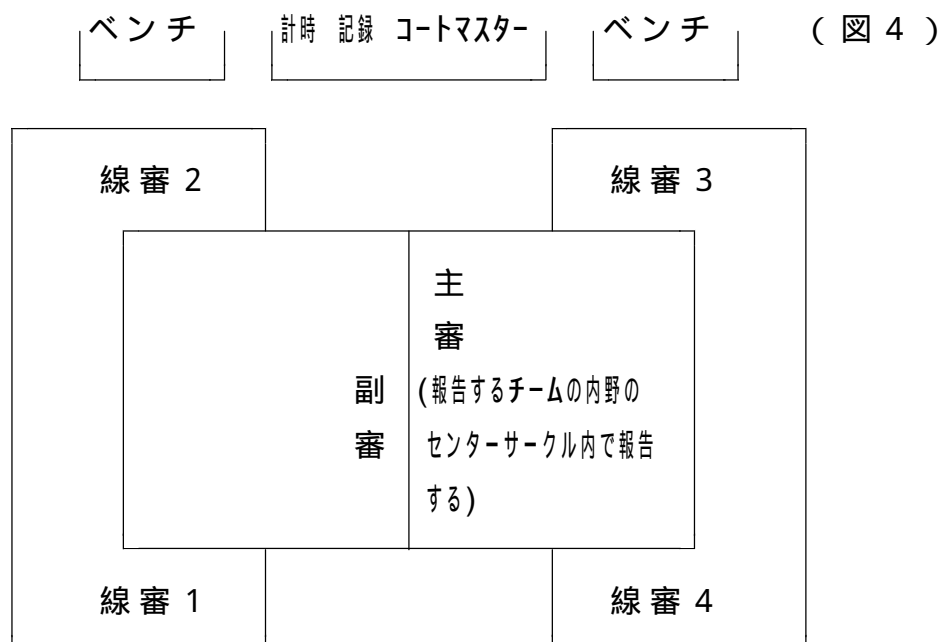 ベンチ 計時 記録 コートマスター ベンチ (図4)
線審2 線審3
主審
副審
(報告するチームの内野の
センターサークル内で報告
する)
線審1 線審4